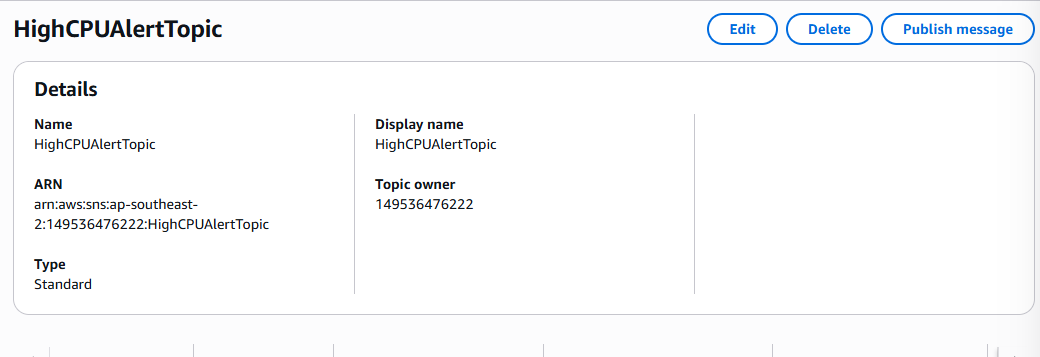 HighCPUAlertTopic
Edit
Delete
Publish message
Details
Name
HighCPUAlertTopic
Display name
HighCPUAlertTopic
ARN
arn:aws:sns:ap-southeast-
2:149536476222:HighCPUAlertTopic
Topic owner
149536476222
Type
Standard